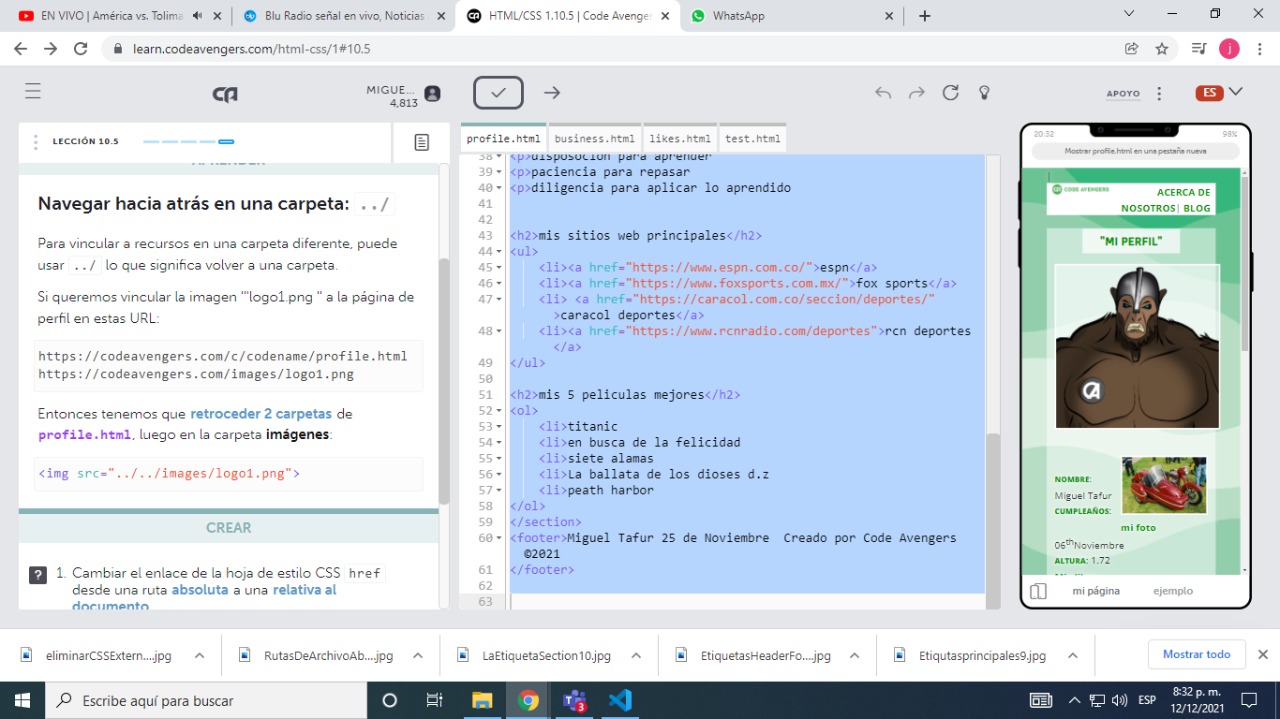 EN VIVO | América vs. Tolima
Blu Radio señal en vivo, Noticias
HTML/CSS 1.10.5 | Code Avenge
WhatsApp
learn.codeavengers.com/html-css/1#10.5
j
MIGUE...
4,813
APOYO
ES
LECCIÓN 10.5
APRENDER
Navegar hacia atrás en una carpeta: ../
Para vincular a recursos en una carpeta diferente, puede
usar ../ lo que significa volver a una carpeta.
Si queremos vincular la imagen '"logo1.png " a la página de
perfil en estas URL:
https://codeavengers.com/c/codename/profile.html
https://codeavengers.com/images/logo1.png
Entonces tenemos que retroceder 2 carpetas de
profile.html, luego en la carpeta imágenes:
<img src="../../images/logo1.png">
CREAR
? 1. Cambiar el enlace de la hoja de estilo CSS href
desde una ruta absoluta a una relativa al
documento
profile.html business.html likes.html test.html
38 <p>disposocion para aprender
39 <p>paciencia para repasar
40 <p>diligencia para aplicar lo aprendido
41
42
43 <h2>mis sitios web principales</h2>
44 <ul>
45 <li><a href="https://www.espn.com.co/">espn</a>
46 <li><a href="https://www.foxsports.com.mx/">fox sports</a>
47 <li> <a href="https://caracol.com.co/seccion/deportes/"
>caracol deportes</a>
48 <li><a href="https://www.rcnradio.com/deportes">rcn deportes
</a>
49 </ul>
50
51 <h2>mis 5 peliculas mejores</h2>
52 <ol>
53 <li>titanic
54 <li>en busca de la felicidad
55 <li>siete alamas
56 <li>La ballata de los dioses d.z
57 <li>peath harbor
58 </ol>
59 </section>
60 <footer>Miguel Tafur 25 de Noviembre  Creado por Code Avengers
©2021
61 </footer>
62
63
20:32 98%
Mostrar profile.html en una pestaña nueva
CODE AVENGERS
ACERCA DE
NOSOTROS| BLOG
"MI PERFIL"
NOMBRE:
Miguel Tafur
CUMPLEAÑOS:
mi foto
06thNoviembre
ALTURA: 1.72
mi página ejemplo
eliminarCSSExtern....jpg
RutasDeArchivoAb....jpg
LaEtiquetaSection10.jpg
EtiquetasHeaderFo....jpg
Etiqutasprincipales9.jpg
Mostrar todo
Escribe aquí para buscar
3
ESP
8:32 p. m.
12/12/2021